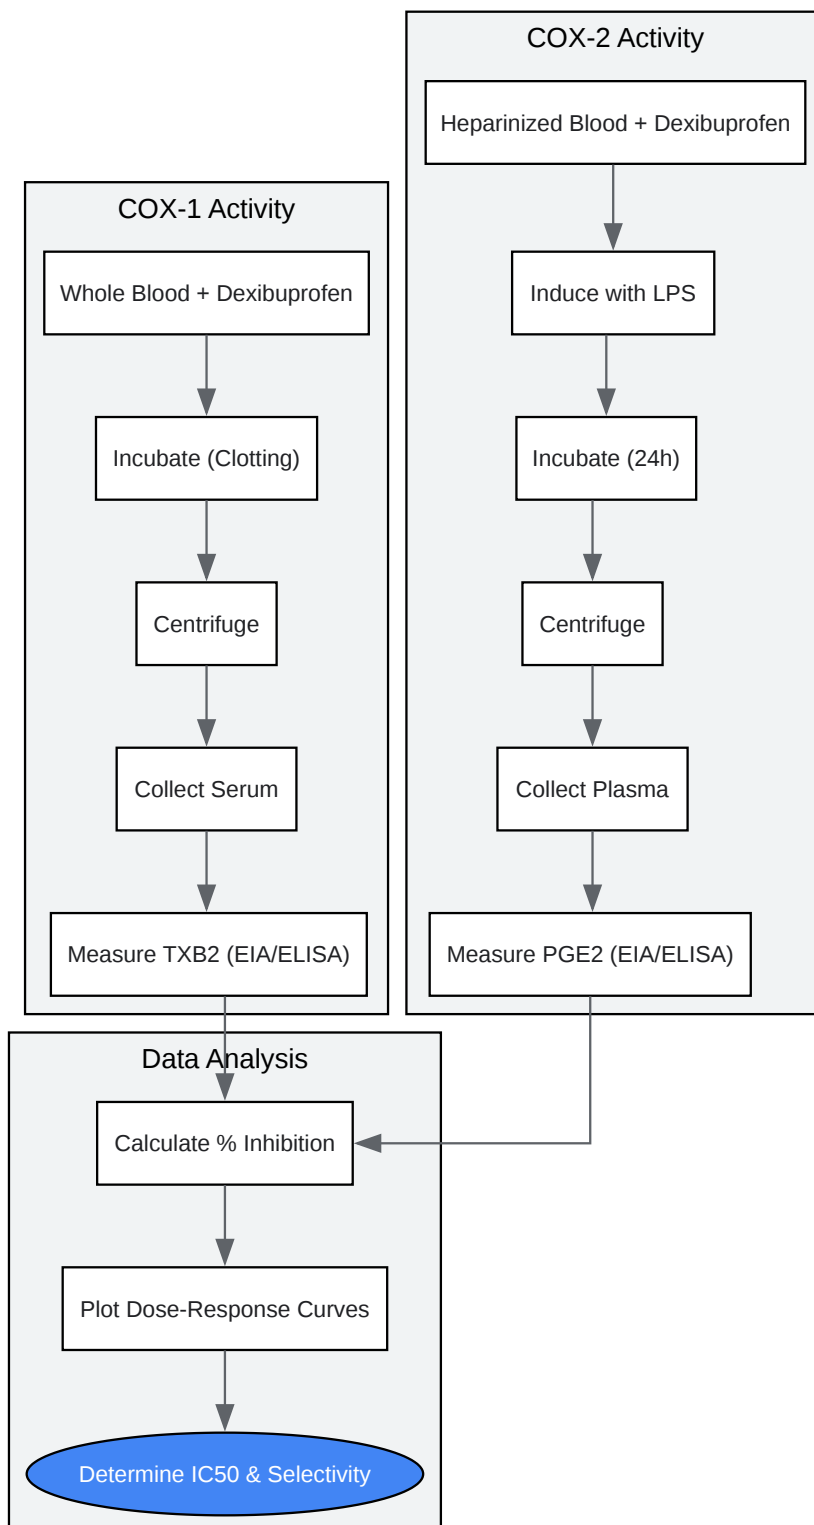 COX-2 Activity
Heparinized Blood + Dexibuprofen
COX-1 Activity
Whole Blood + Dexibuprofen
Induce with LPS
Incubate (Clotting)
Incubate (24h)
Centrifuge
Centrifuge
Collect Serum
Collect Plasma
Measure TXB2 (EIA/ELISA)
Measure PGE2 (EIA/ELISA)
Data Analysis
Calculate % Inhibition
Plot Dose-Response Curves
Determine IC50 & Selectivity